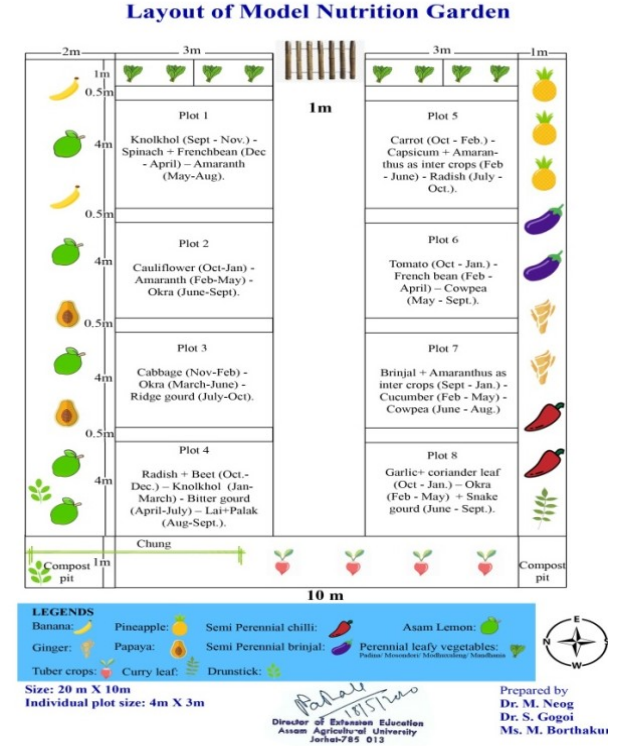 Layout of Model Nutrition Garden
2m
3m
3m
1m
1m
0.5m
1m
Plot 1
Knolkhol (Sept - Nov.) -
Spinach + Frenchbean (Dec
- April) – Amaranth
(May-Aug).
4m
Plot 5
Carrot (Oct - Feb.) -
Capsicum + Amaran-
thus as inter crops (Feb
- June) - Radish (July -
Oct.).
0.5m
Plot 2
Cauliflower (Oct-Jan) -
Amaranth (Feb-May) -
Okra (June-Sept).
4m
Plot 6
Tomato (Oct - Jan.) -
French bean (Feb -
April) – Cowpea
(May - Sept.).
0.5m
Plot 3
Cabbage (Nov-Feb) -
Okra (March-June) -
Ridge gourd (July-Oct).
4m
Plot 7
Brinjal + Amaranthus as
inter crops (Sept - Jan.) -
Cucumber (Feb - May) -
Cowpea (June - Aug.)
0.5m
Plot 4
Radish + Beet (Oct.-
Dec.) – Knolkhol (Jan-
March) - Bitter gourd
(April-July) – Lai+Palak
(Aug-Sept.).
4m
Plot 8
Garlic+ coriander leaf
(Oct - Jan.) – Okra
(Feb - May) + Snake
gourd (June - Sept.).
Chung
Compost
pit
1m
Compost
pit
10 m
LEGENDS
Banana:
Pineapple:
Semi Perennial chilli:
Asam Lemon:
Ginger:
Papaya:
Semi Perennial brinjal:
Perennial leafy vegetables:
Tuber crops:
Curry leaf:
Drunstick:
E
N
S
W
Size: 20 m X 10m
Individual plot size: 4m X 3m
18/5/2020
Director of Extension Education
Assam Agricultural University
Jorhat-785 013
Prepared by
Dr. M. Neog
Dr. S. Gogoi
Ms. M. Borthakur